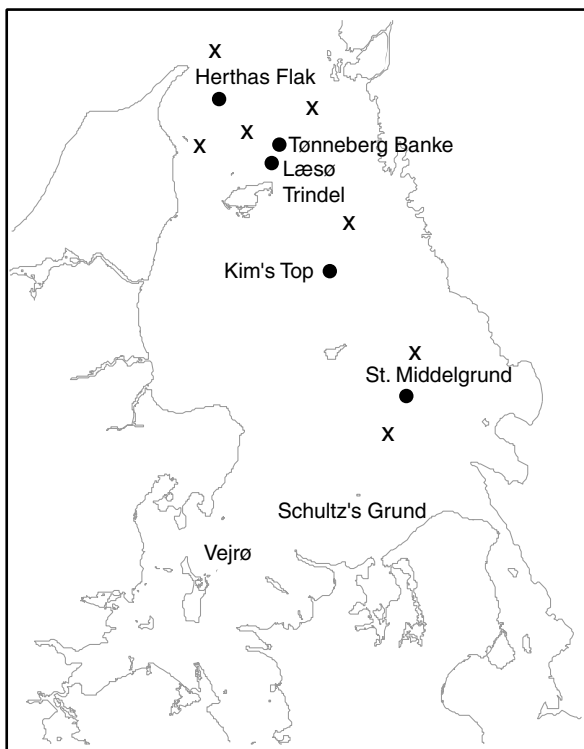 x
Herthas Flak
x
x
x
Tønneberg Banke
Læsø
Trindel
x
Kim's Top
x
St. Middelgrund
x
Schultz's Grund
Vejrø